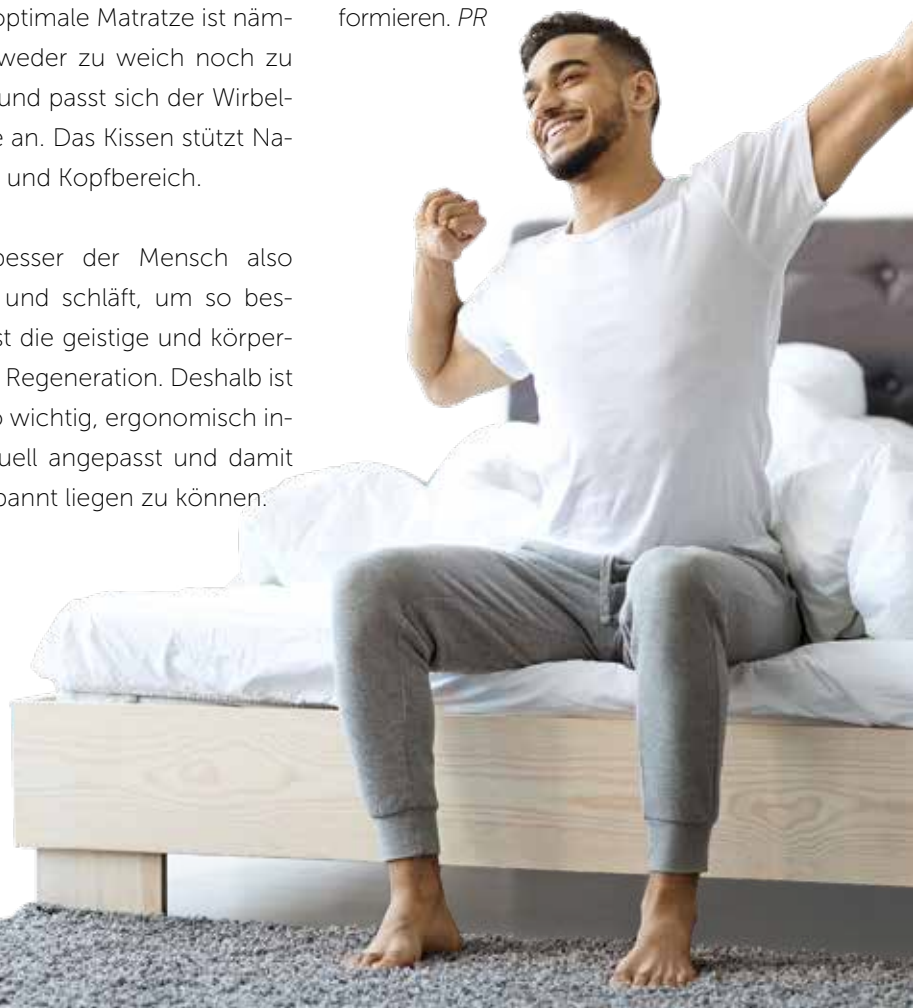 optimale Matratze ist näm-
weder zu weich noch zu
und passt sich der Wirbel-
e an. Das Kissen stützt Na-
und Kopfbereich.
besser der Mensch also
und schläft, um so bes-
st die geistige und körper-
Regeneration. Deshalb ist
o wichtig, ergonomisch in-
uell angepasst und damit
pannt liegen zu können.
formieren. PR